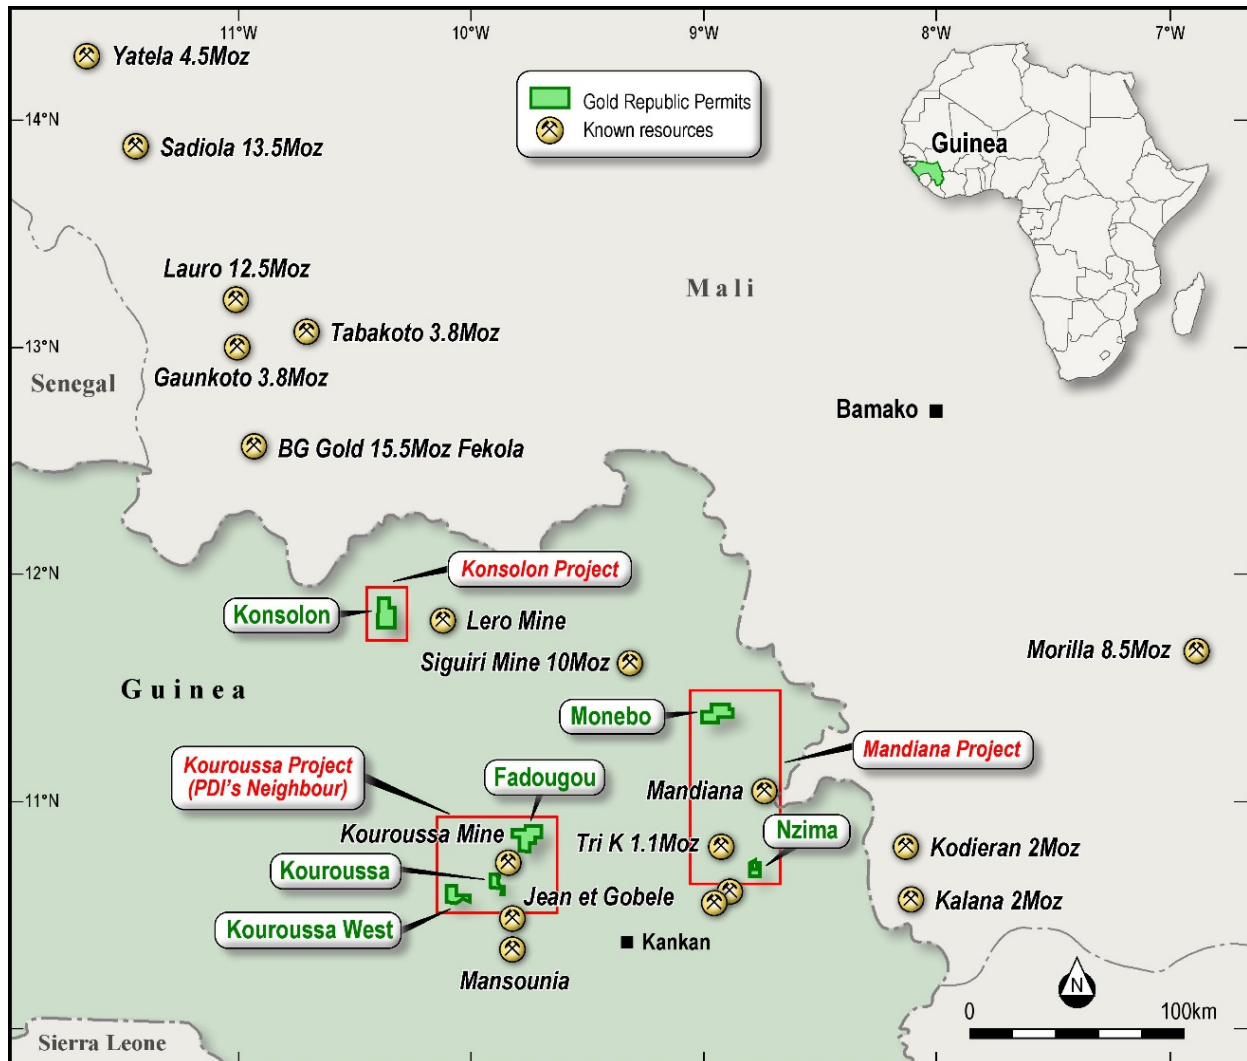 11°W
10°W
9°W
8°W
7°W
Yatela 4.5Moz
Gold Republic Permits
Known resources
14°N
Sadiola 13.5Moz
Guinea
Lauro 12.5Moz
Mali
Tabakoto 3.8Moz
13°N
Gaunkoto 3.8Moz
Senegal
Bamako
BG Gold 15.5Moz Fekola
12°N
Konsolon Project
Konsolon
Lero Mine
Siguiri Mine 10Moz
Morilla 8.5Moz
Guinea
Monebo
Mandiana Project
Kouroussa Project
(PDI's Neighbour)
Fadougou
Mandiana
11°N
Kouroussa Mine
Tri K 1.1Moz
Nzima
Kodieran 2Moz
Kouroussa
Jean et Gobele
Kalana 2Moz
Kouroussa West
Kankan
Mansounia
N
0
100km
Sierra Leone